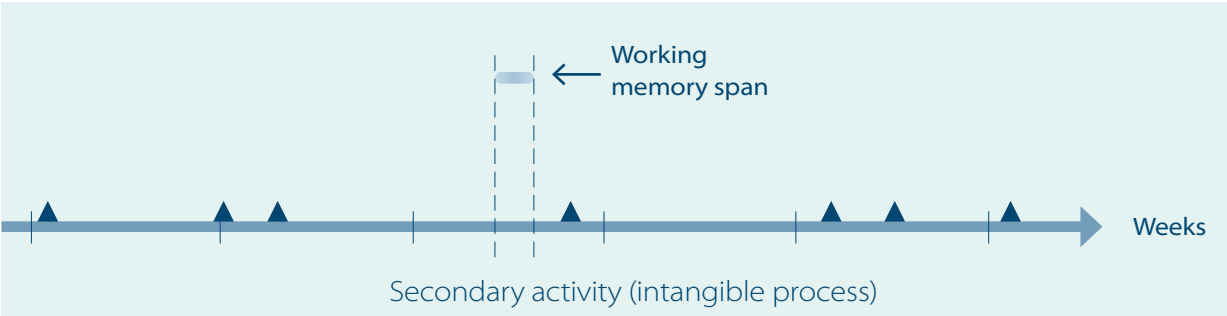 Working
memory span
Weeks
Secondary activity (intangible process)